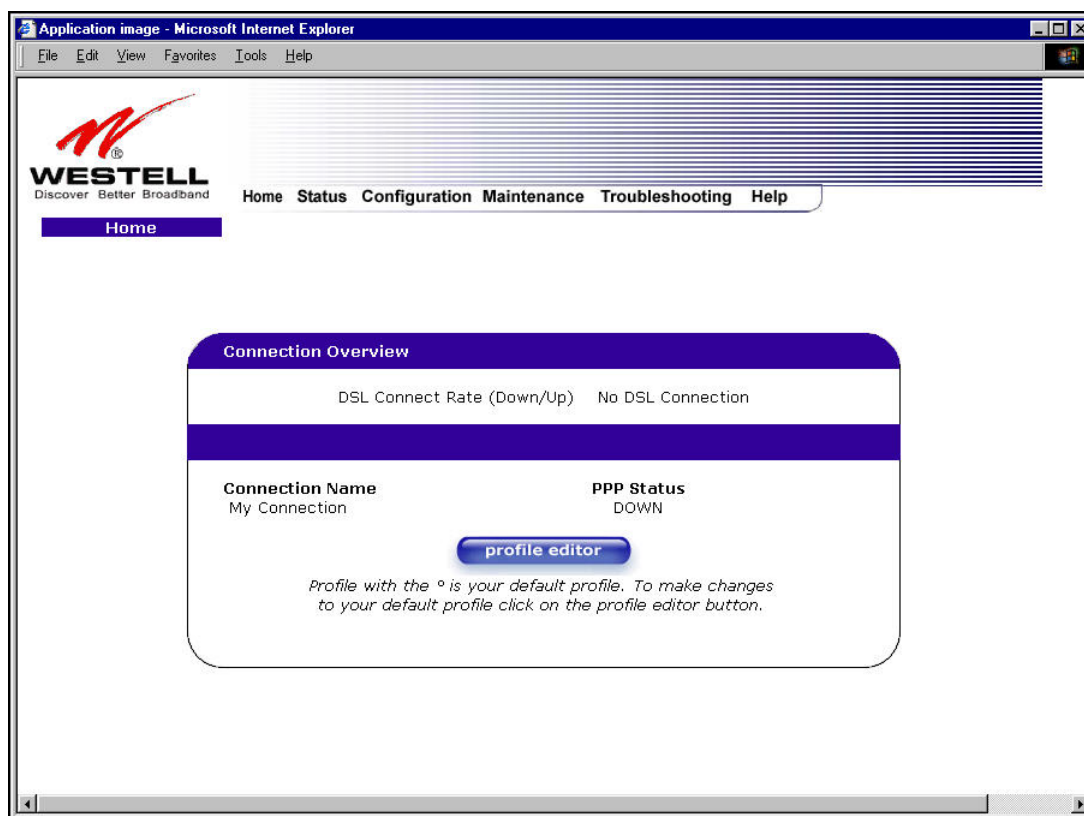 Application image - Microsoft Internet Explorer
File Edit View Favorites Tools Help
®
WESTELL
Discover Better Broadband
Home Status Configuration Maintenance Troubleshooting Help
Home
Connection Overview
DSL Connect Rate (Down/Up) No DSL Connection
Connection Name PPP Status
My Connection DOWN
profile editor
Profile with the ° is your default profile. To make changes
to your default profile click on the profile editor button.